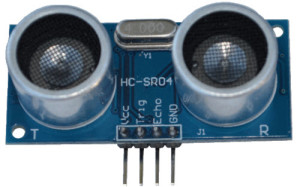 Y1
HC-SR04
Vcc
Trig
Echo
GND
T
J1
R